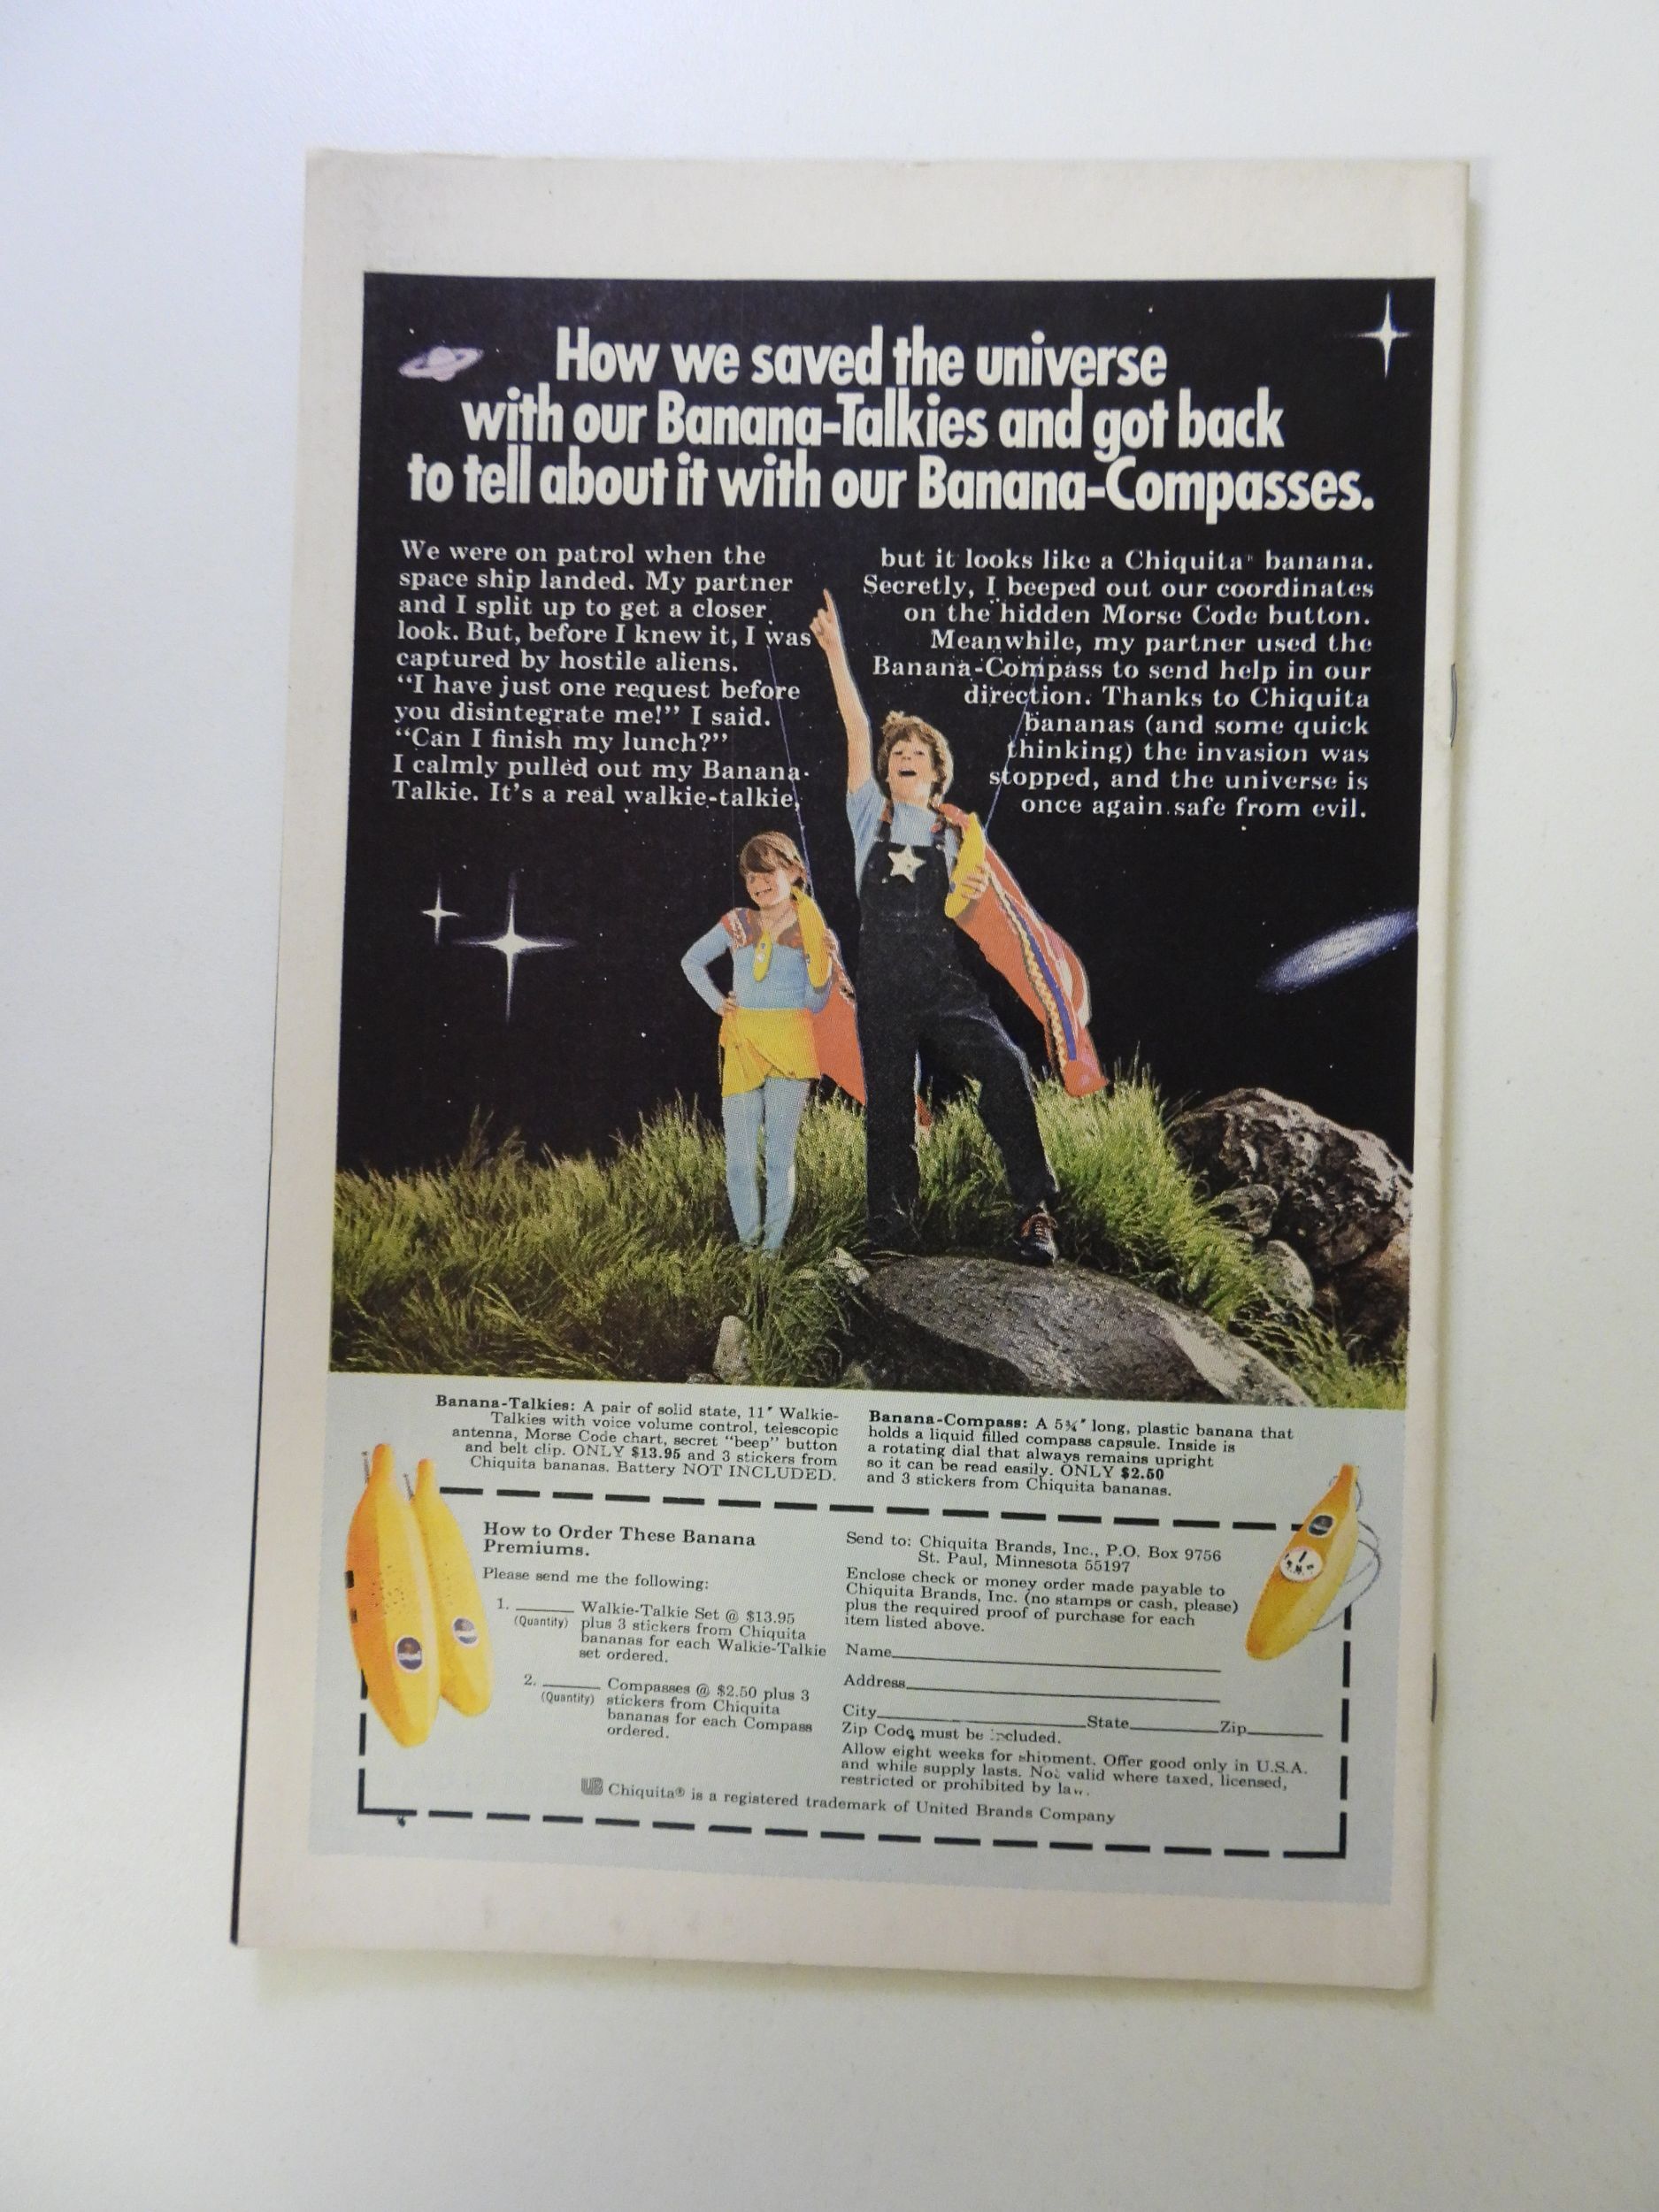 How we saved the universe
with our Banana-Talkies and got back
to tell about it with our Banana-Compasses.
We were on patrol when the
space ship landed. My partner
and I split up to get a closer
look. But, before I knew it, I was
captured by hostile aliens.
“I have just one request before
you disintegrate me!” I said.
“Can I finish my lunch?”
I calmly pulled out my Banana-
Talkie. It’s a real walkie-talkie,
but it looks like a Chiquita® banana.
Secretly, I beeped out our coordinates
on the hidden Morse Code button.
Meanwhile, my partner used the
Banana-Compass to send help in our
direction. Thanks to Chiquita
bananas (and some quick
thinking) the invasion was
stopped, and the universe is
once again safe from evil.
Banana-Talkies: A pair of solid state, 11″ Walkie-
Talkies with voice volume control, telescopic
antenna, Morse Code chart, secret “beep” button
and belt clip. ONLY $13.95 and 3 stickers from
Chiquita bananas. Battery NOT INCLUDED.
Banana-Compass: A 5¾″ long, plastic banana that
holds a liquid filled compass capsule. Inside is
a rotating dial that always remains upright
so it can be read easily. ONLY $2.50
and 3 stickers from Chiquita bananas.
How to Order These Banana
Premiums.
Please send me the following:
1. ______ Walkie-Talkie Set @ $13.95
(Quantity) plus 3 stickers from Chiquita
bananas for each Walkie-Talkie
set ordered.
2. ______ Compasses @ $2.50 plus 3
(Quantity) stickers from Chiquita
bananas for each Compass
ordered.
Send to: Chiquita Brands, Inc., P.O. Box 9756
St. Paul, Minnesota 55197
Enclose check or money order made payable to
Chiquita Brands, Inc. (no stamps or cash, please)
plus the required proof of purchase for each
item listed above.
Name
Address
City State Zip
Zip Code must be included.
Allow eight weeks for shipment. Offer good only in U.S.A.
and while supply lasts. Not valid where taxed, licensed,
restricted or prohibited by law.
UB Chiquita® is a registered trademark of United Brands Company